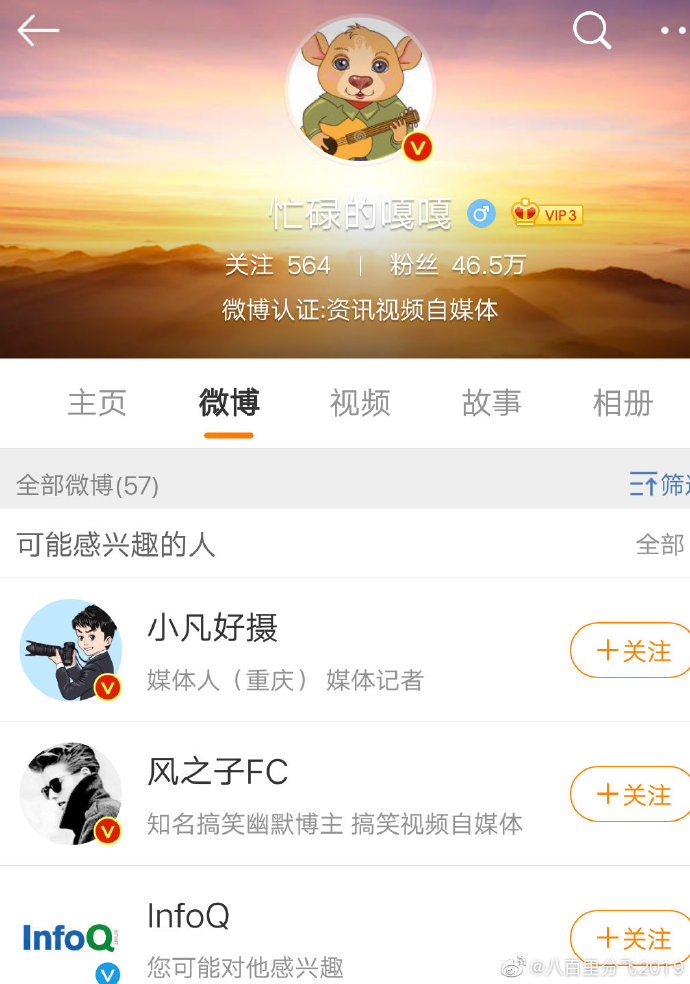 忙碌的嘎嘎 VIP 3
关注 564 | 粉丝 46.5万
微博认证:资讯视频自媒体
主页 微博 视频 故事 相册
全部微博(57) 筛选
可能感兴趣的人 全部
小凡好摄
媒体人（重庆） 媒体记者
+关注
风之子FC
知名搞笑幽默博主 搞笑视频自媒体
+关注
InfoQ
InfoQ
您可能对他感兴趣
+关注
@八百里分飞2019